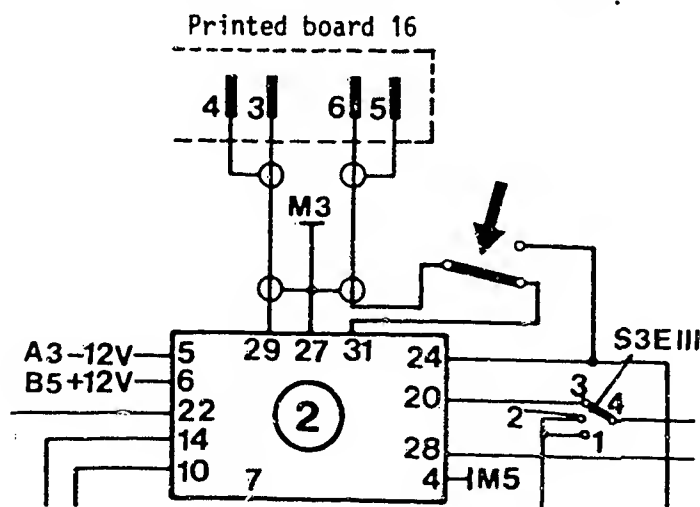 Printed board 16
4 3 6 5
M3
S3EIII
A3-12V 5 29 27 31 24
B5+12V 6
22 2 20 3 4
14 2 1
10 7 28
4 M5